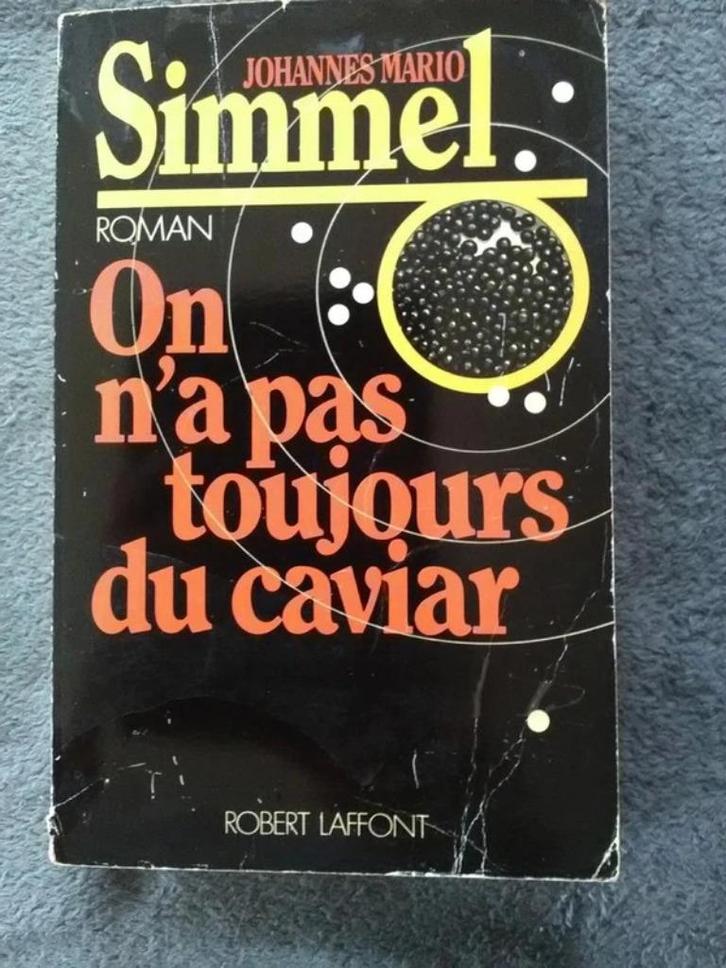 JOHANNES MARIO
Simmel
ROMAN
On
n'a pas
toujours
du caviar
ROBERT LAFFONT